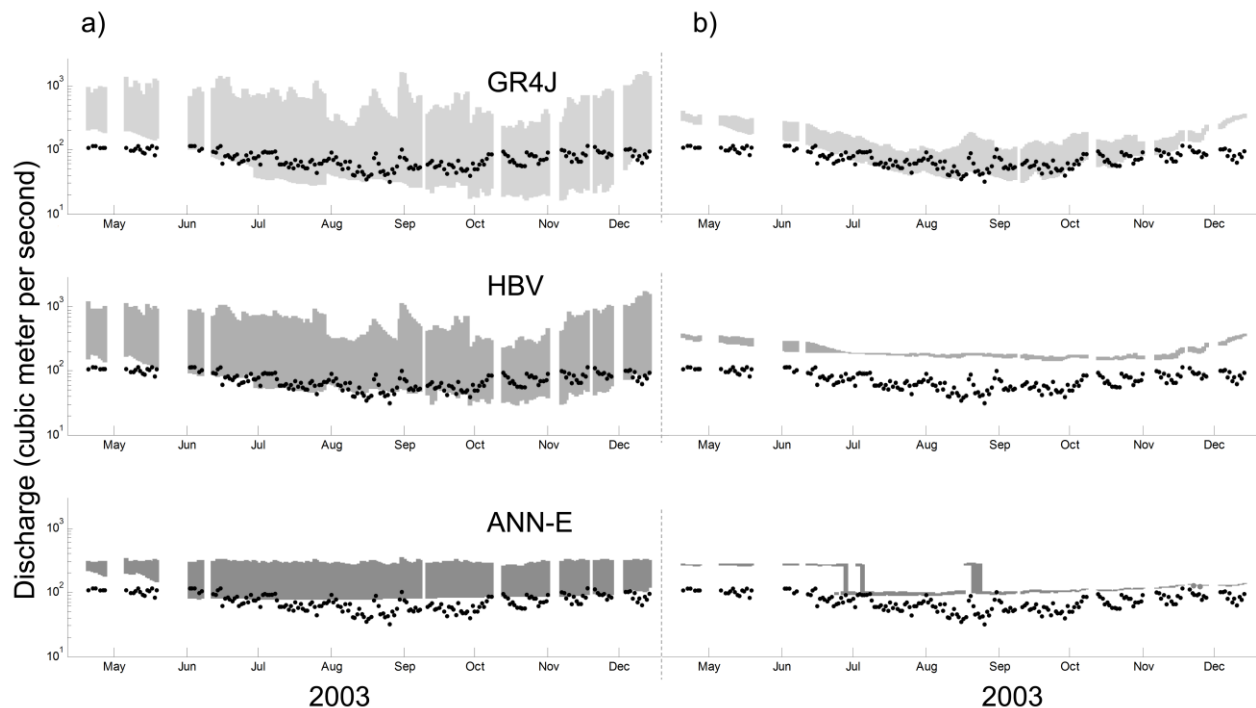 a) b)
GR4J
10³
10²
10¹
May Jun Jul Aug Sep Oct Nov Dec May Jun Jul Aug Sep Oct Nov Dec
HBV
10³
10²
10¹
May Jun Jul Aug Sep Oct Nov Dec May Jun Jul Aug Sep Oct Nov Dec
ANN-E
10³
10²
10¹
May Jun Jul Aug Sep Oct Nov Dec May Jun Jul Aug Sep Oct Nov Dec
2003 2003
Discharge (cubic meter per second)